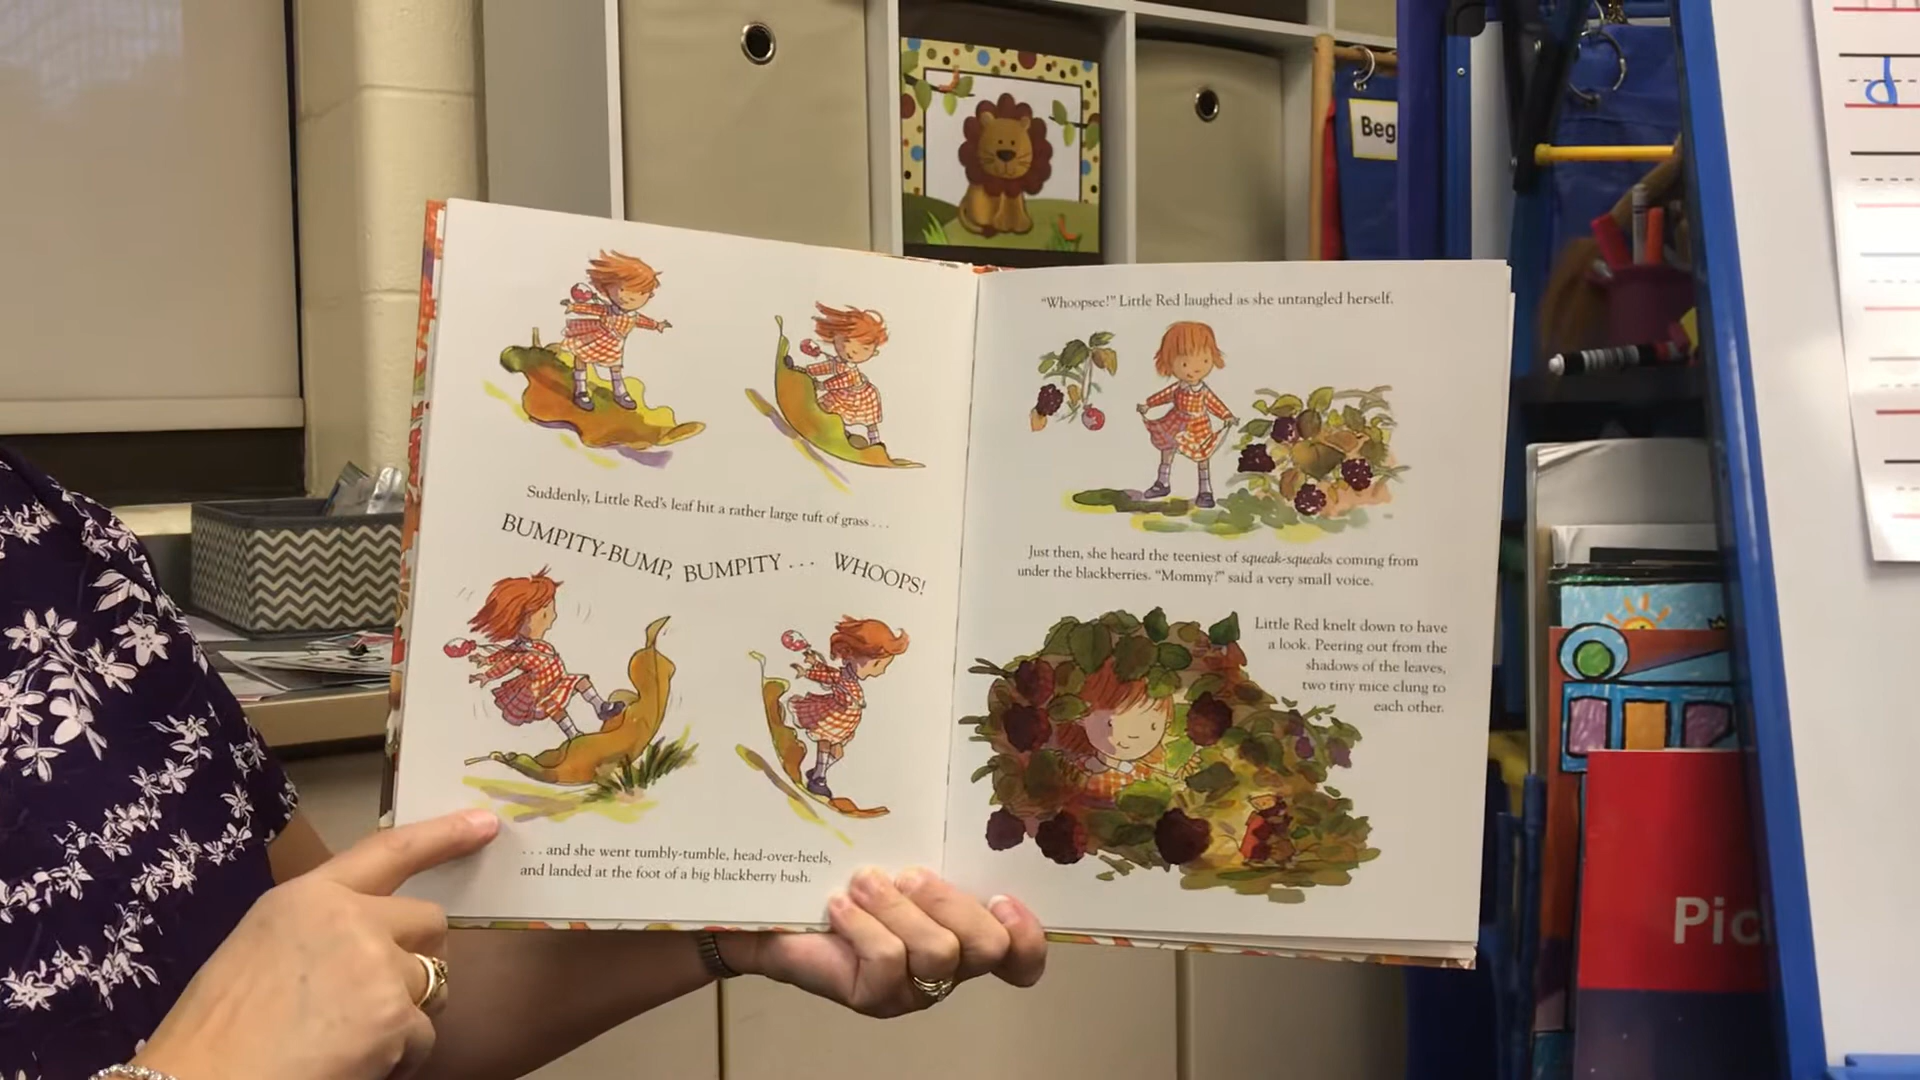 Suddenly, Little Red's leaf hit a rather large tuft of grass . . .
BUMPITY-BUMP, BUMPITY . . . WHOOPS!
. . . and she went tumbly-tumble, head-over-heels,
and landed at the foot of a big blackberry bush.
"Whoopsee!" Little Red laughed as she untangled herself.
Just then, she heard the teeniest of squeak-squeaks coming from
under the blackberries. "Mommy?" said a very small voice.
Little Red knelt down to have
a look. Peering out from the
shadows of the leaves,
two tiny mice clung to
each other.
Beg
d
Pic